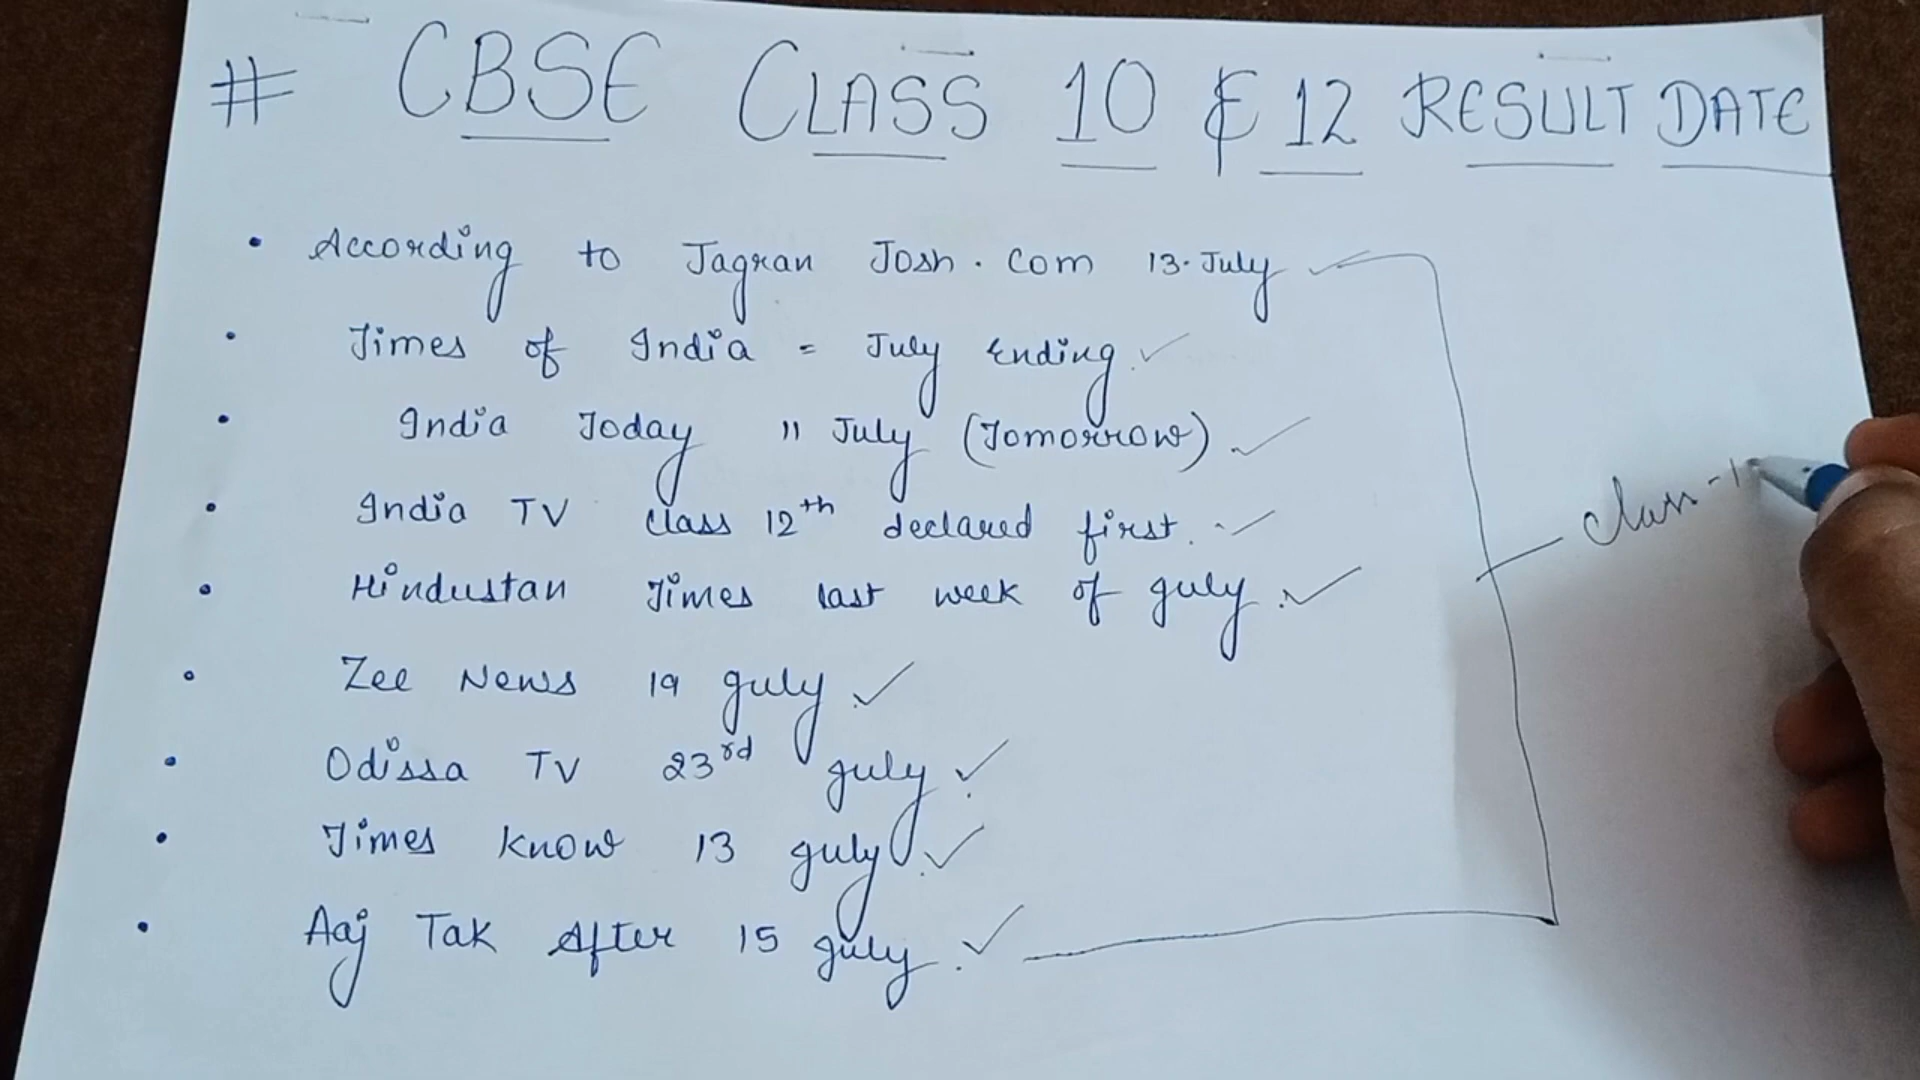 # CBSE CLASS 10 & 12 RESULT DATE
• According to Jagran Josh.com 13.July
• Times of India = July Ending.
• India Today 11 July (Tomorrow).
• India TV Class 12th declared first.
• Hindustan Times last week of july.
• Zee News 19 july.
• Odissa TV 23rd july.
• Times know 13 july.
• Aaj Tak After 15 july.
Class-1